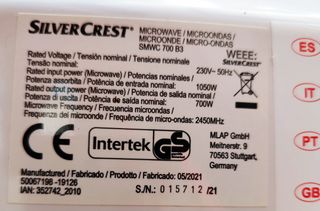 SILVERCREST®
MICROWAVE / MICROONDAS /
MICROONDE / MICRO-ONDAS
SMWC 700 B3
WEEE:
SILVERCREST
Rated Voltage / Tensión nominal / Tensione nominale
Tensão nominal 230V~ 50Hz
Rated input power (Microwave) / Potencias nominales /
Potenza assorbita / Potência de entrada nominal 1050W
Rated output power (Microwave) / Potencia de salida /
Potenza di uscita / Potência de saída nominal 700W
Microwave Frequency / Frecuencia microondas
Frequenza del microonde / Frequência de micro-ondas: 2450MHz
CE
Intertek
GS
MLAP GmbH
Meitnerstr. 9
70563 Stuttgart,
Germany
Manufactured / Fabricado / Prodotto / Fabricado: 05/2021
50067198 -19126
IAN: 352742_2010
S./N.: 015712 /21
ES
IT
PT
GB